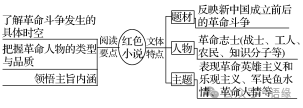 了解革命斗争发生的
具体时空
把握革命人物的类型
与品质
领悟主旨内涵
阅读
要点
红色
小说
文体
特点
题材
反映新中国成立前后
的革命斗争
人物
革命志士(战士、工人、
农民、知识分子等)
主题
表现革命英雄主义和
乐观主义、军民鱼水
情、革命人情等